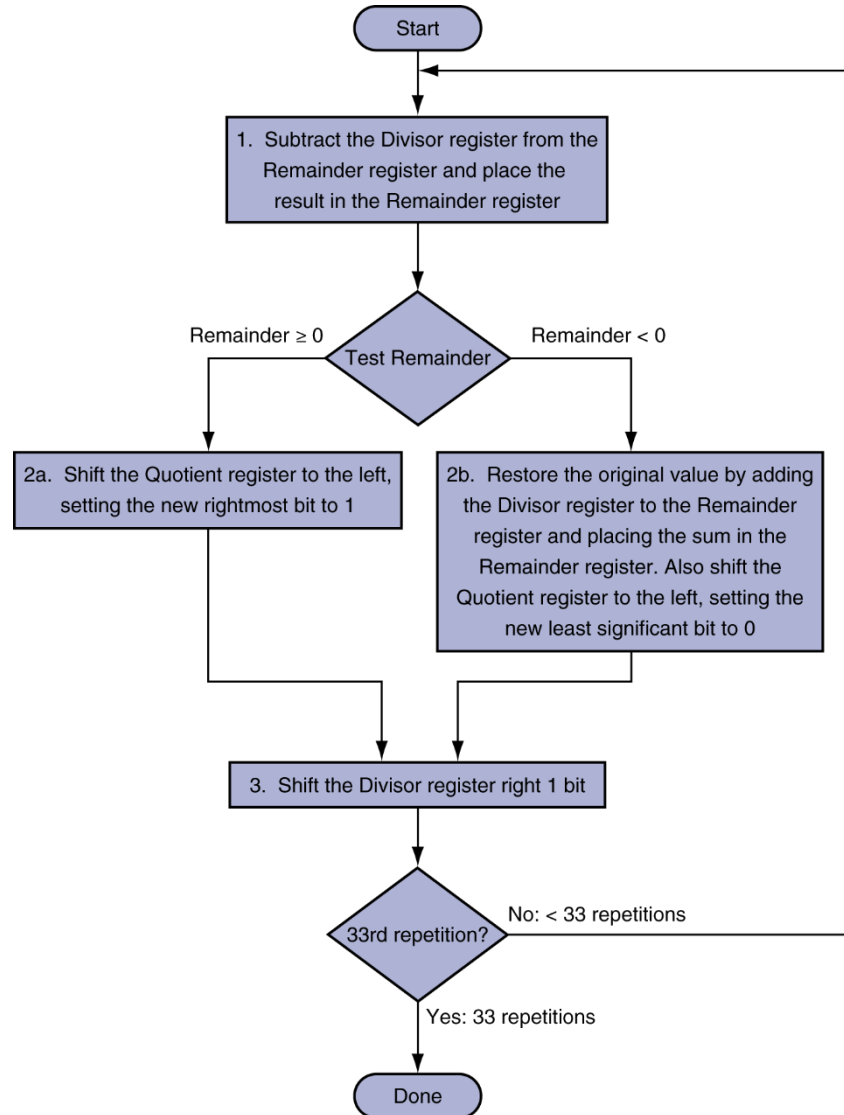 Start
1. Subtract the Divisor register from the
Remainder register and place the
result in the Remainder register
Remainder ≥ 0
Remainder < 0
Test Remainder
2a. Shift the Quotient register to the left,
setting the new rightmost bit to 1
2b. Restore the original value by adding
the Divisor register to the Remainder
register and placing the sum in the
Remainder register. Also shift the
Quotient register to the left, setting the
new least significant bit to 0
3. Shift the Divisor register right 1 bit
33rd repetition?
No: < 33 repetitions
Yes: 33 repetitions
Done